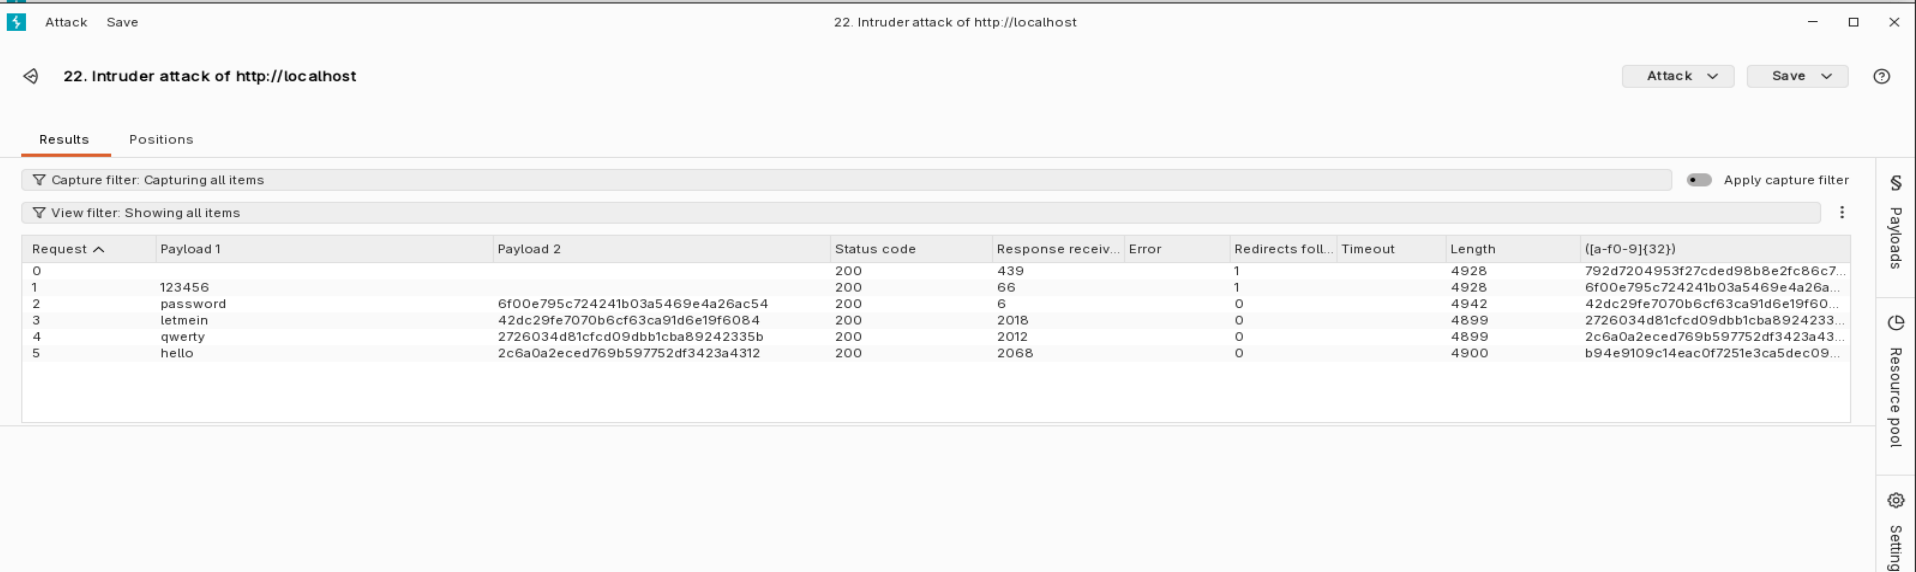 Attack Save 22. Intruder attack of http://localhost
22. Intruder attack of http://localhost Attack Save
Results Positions
Capture filter: Capturing all items Apply capture filter
View filter: Showing all items
Request Payload 1 Payload 2 Status code Response receiv... Error Redirects foll... Timeout Length ([a-f0-9]{32})
0 200 439 1 4928 792d7204953f27cded98b8e2fc86c7...
1 123456 200 66 1 4928 6f00e795c724241b03a5469e4a26a...
2 password 6f00e795c724241b03a5469e4a26ac54 200 6 0 4942 42dc29fe7070b6cf63ca91d6e19f60...
3 letmein 42dc29fe7070b6cf63ca91d6e19f6084 200 2018 0 4899 2726034d81cfcd09dbb1cba8924233...
4 qwerty 2726034d81cfcd09dbb1cba89242335b 200 2012 0 4899 2c6a0a2eced769b597752df3423a43...
5 hello 2c6a0a2eced769b597752df3423a4312 200 2068 0 4900 b94e9109c14eac0f7251e3ca5dec09...
Payloads
Resource pool
Setting